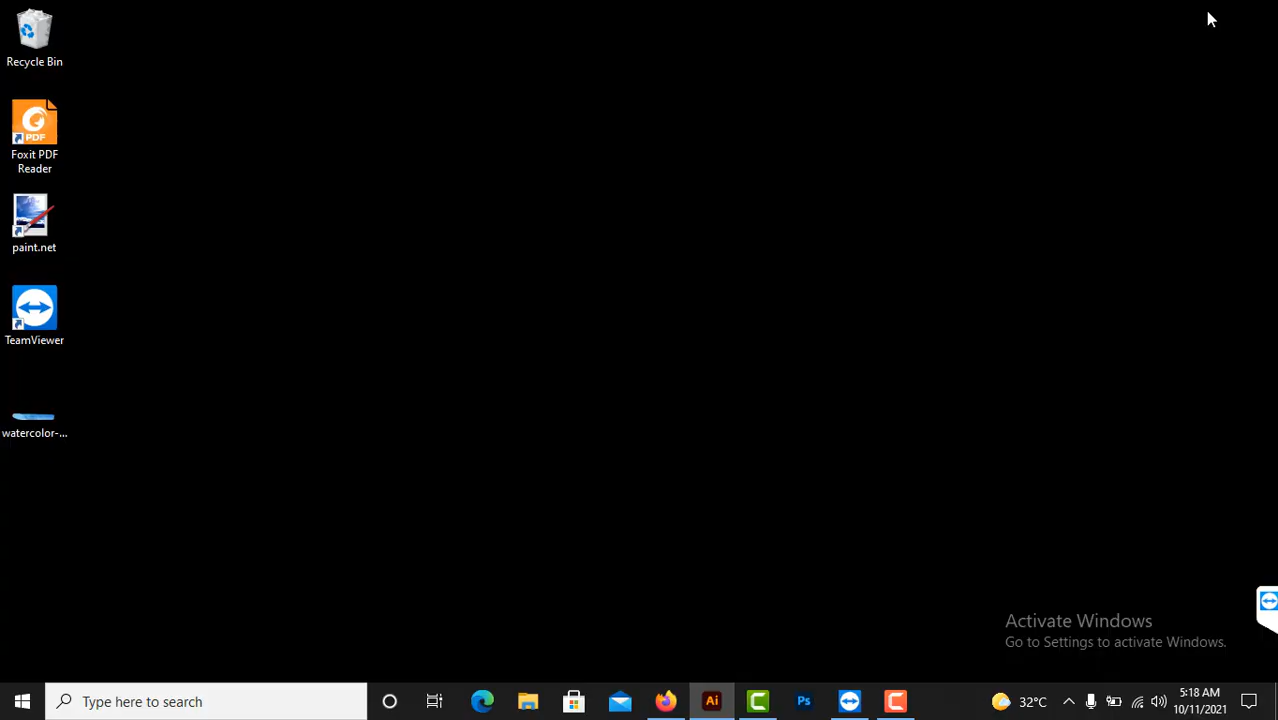 Recycle Bin
PDF
Foxit PDF
Reader
paint.net
TeamViewer
watercolor-...
Activate Windows
Go to Settings to activate Windows.
Type here to search
Ai
Ps
32°C
5:18 AM
10/11/2021